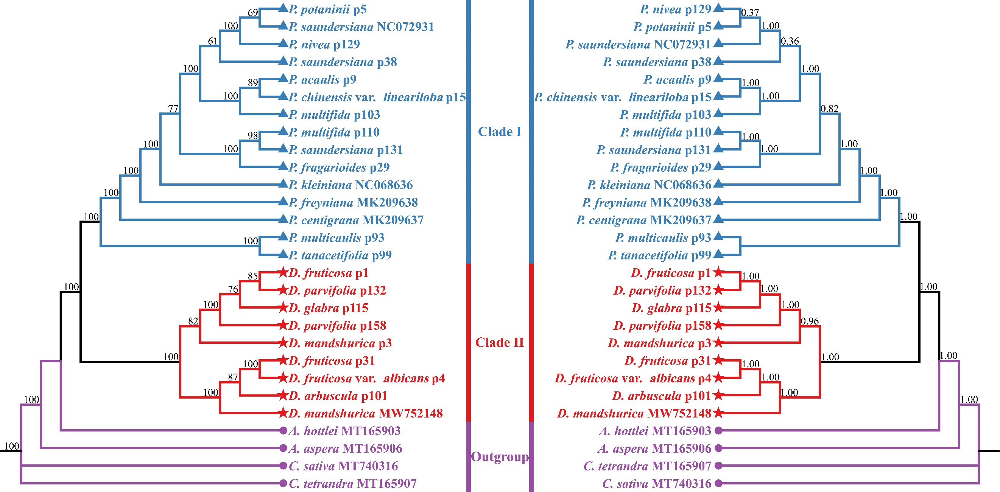 P. potaninii p5
P. saundersiana NC072931
P. nivea p129
P. saundersiana p38
P. acaulis p9
P. chinensis var. lineariloba p15
P. multifida p103
P. multifida p110
P. saundersiana p131
P. fragarioides p29
P. kleiniana NC068636
P. freyniana MK209638
P. centigrana MK209637
P. multicaulis p93
P. tanacetifolia p99
D. fruticosa p1
D. parvifolia p132
D. glabra p115
D. parvifolia p158
D. mandshurica p3
D. fruticosa p31
D. fruticosa var. albicans p4
D. arbuscula p101
D. mandshurica MW752148
A. hottlei MT165903
A. aspera MT165906
C. sativa MT740316
C. tetrandra MT165907
69
100
61
100
89
100
77
98
100
100
100
100
100
100
85
76
100
82
100
100
100
87
100
100
100
Clade I
Clade II
Outgroup
P. nivea p129
P. potaninii p5
P. saundersiana NC072931
P. saundersiana p38
P. acaulis p9
P. chinensis var. lineariloba p15
P. multifida p103
P. multifida p110
P. saundersiana p131
P. fragarioides p29
P. kleiniana NC068636
P. freyniana MK209638
P. centigrana MK209637
P. multicaulis p93
P. tanacetifolia p99
D. fruticosa p1
D. parvifolia p132
D. glabra p115
D. parvifolia p158
D. mandshurica p3
D. fruticosa p31
D. fruticosa var. albicans p4
D. arbuscula p101
D. mandshurica MW752148
A. hottlei MT165903
A. aspera MT165906
C. tetrandra MT165907
C. sativa MT740316
0.37
1.00
0.36
1.00
1.00
1.00
0.82
1.00
1.00
1.00
1.00
1.00
1.00
1.00
1.00
1.00
1.00
0.96
1.00
1.00
1.00
1.00
1.00
1.00